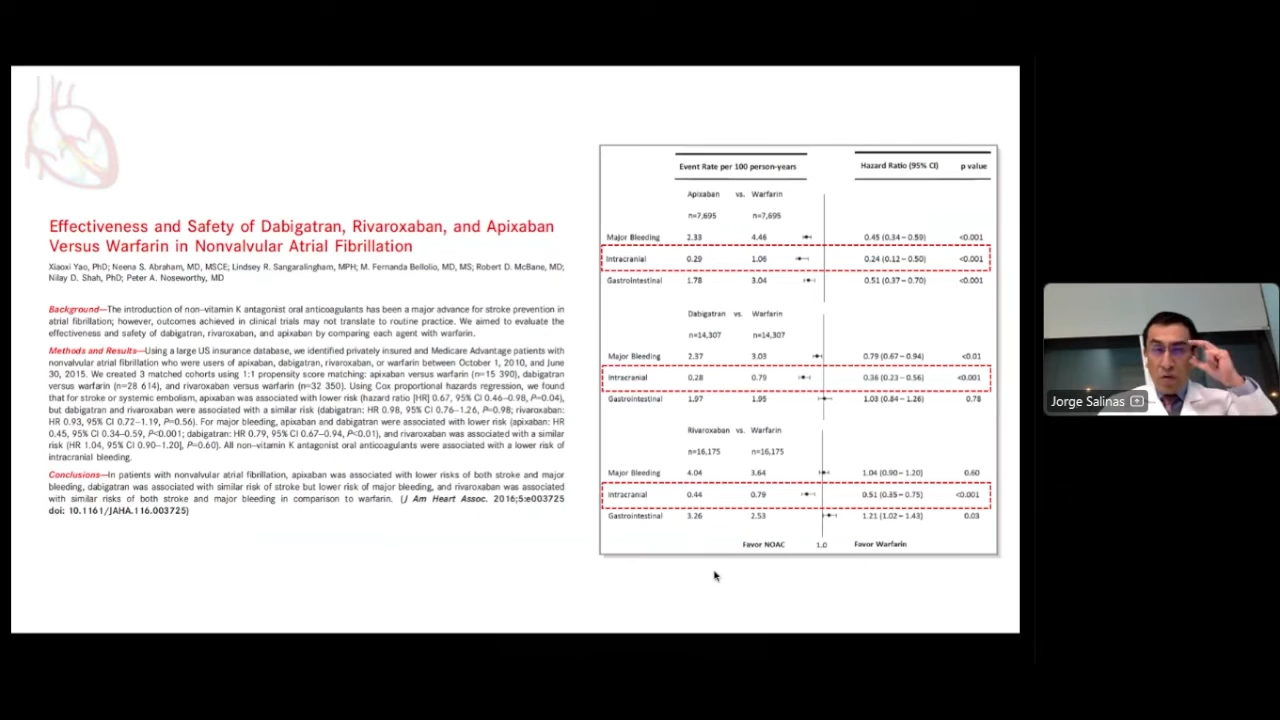 Effectiveness and Safety of Dabigatran, Rivaroxaban, and Apixaban
Versus Warfarin in Nonvalvular Atrial Fibrillation
Xiaoxi Yao, PhD; Neena S. Abraham, MD, MSCE; Lindsey R. Sangaralingham, MPH; M. Fernanda Bellolio, MD, MS; Robert D. McBane, MD;
Nilay D. Shah, PhD; Peter A. Noseworthy, MD
Background—The introduction of non–vitamin K antagonist oral anticoagulants has been a major advance for stroke prevention in
atrial fibrillation; however, outcomes achieved in clinical trials may not translate to routine practice. We aimed to evaluate the
effectiveness and safety of dabigatran, rivaroxaban, and apixaban by comparing each agent with warfarin.
Methods and Results—Using a large US insurance database, we identified privately insured and Medicare Advantage patients with
nonvalvular atrial fibrillation who were users of apixaban, dabigatran, rivaroxaban, or warfarin between October 1, 2010, and June
30, 2015. We created 3 matched cohorts using 1:1 propensity score matching: apixaban versus warfarin (n=15 390), dabigatran
versus warfarin (n=28 614), and rivaroxaban versus warfarin (n=32 350). Using Cox proportional hazards regression, we found
that for stroke or systemic embolism, apixaban was associated with lower risk (hazard ratio [HR] 0.67, 95% CI 0.46–0.98, P=0.04),
but dabigatran and rivaroxaban were associated with a similar risk (dabigatran: HR 0.98, 95% CI 0.76–1.26, P=0.98; rivaroxaban:
HR 0.93, 95% CI 0.72–1.19, P=0.56). For major bleeding, apixaban and dabigatran were associated with lower risk (apixaban: HR
0.45, 95% CI 0.34–0.59, P<0.001; dabigatran: HR 0.79, 95% CI 0.67–0.94, P<0.01), and rivaroxaban was associated with a similar
risk (HR 1.04, 95% CI 0.90–1.20], P=0.60). All non–vitamin K antagonist oral anticoagulants were associated with a lower risk of
intracranial bleeding.
Conclusions—In patients with nonvalvular atrial fibrillation, apixaban was associated with lower risks of both stroke and major
bleeding, dabigatran was associated with similar risk of stroke but lower risk of major bleeding, and rivaroxaban was associated
with similar risks of both stroke and major bleeding in comparison to warfarin. (J Am Heart Assoc. 2016;5:e003725
doi: 10.1161/JAHA.116.003725)
Event Rate per 100 person-years Hazard Ratio (95% CI) p value
Apixaban vs. Warfarin
n=7,695 n=7,695
Major Bleeding 2.33 4.46 0.45 (0.34 – 0.59) <0.001
Intracranial 0.29 1.06 0.24 (0.12 – 0.50) <0.001
Gastrointestinal 1.78 3.04 0.51 (0.37 – 0.70) <0.001
Dabigatran vs. Warfarin
n=14,307 n=14,307
Major Bleeding 2.37 3.03 0.79 (0.67 – 0.94) <0.01
Intracranial 0.28 0.79 0.36 (0.23 – 0.56) <0.001
Gastrointestinal 1.97 1.95 1.03 (0.84 – 1.26) 0.78
Rivaroxaban vs. Warfarin
n=16,175 n=16,175
Major Bleeding 4.04 3.64 1.04 (0.90 – 1.20) 0.60
Intracranial 0.44 0.79 0.51 (0.35 – 0.75) <0.001
Gastrointestinal 3.26 2.53 1.21 (1.02 – 1.43) 0.03
Favor NOAC 1.0 Favor Warfarin
Jorge Salinas